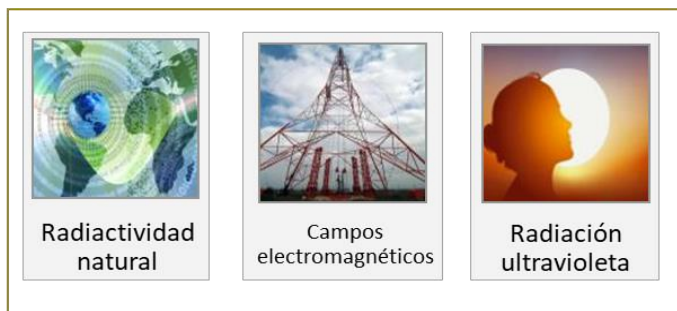 Radiactividad
natural
Campos
electromagnéticos
Radiación
ultravioleta